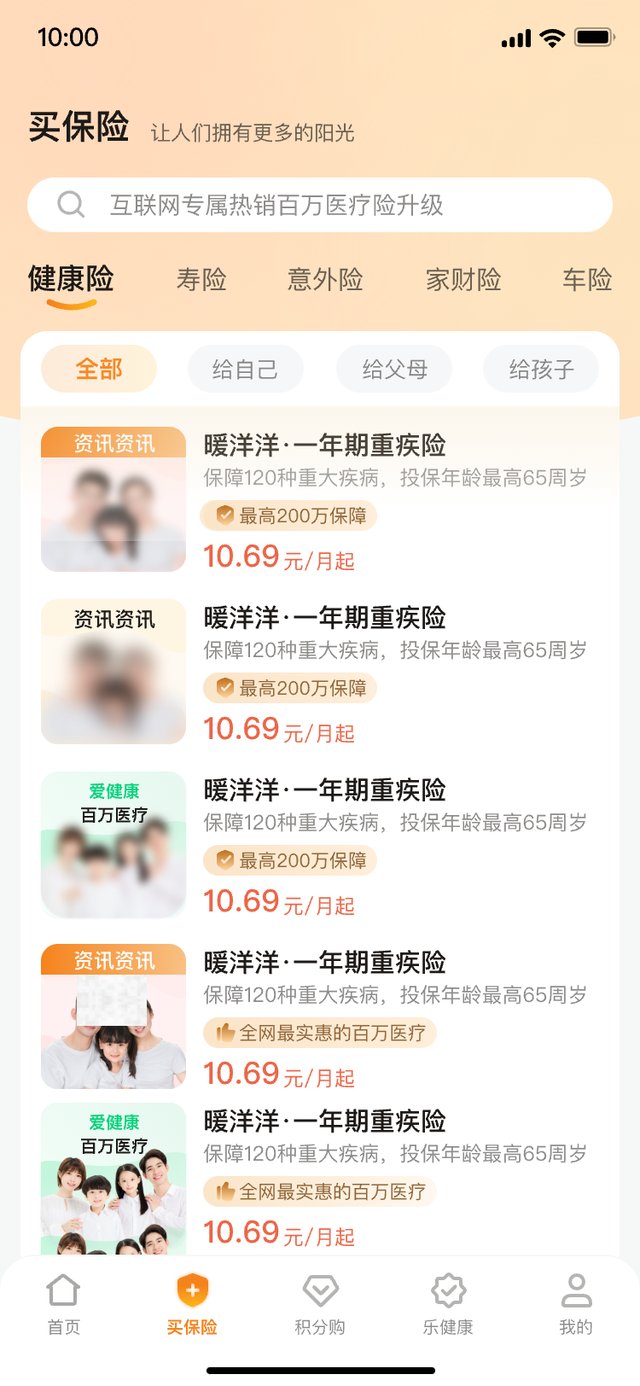 10:00
买保险 让人们拥有更多的阳光
互联网专属热销百万医疗险升级
健康险 寿险 意外险 家财险 车险
全部 给自己 给父母 给孩子
资讯资讯
暖洋洋·一年期重疾险
保障120种重大疾病，投保年龄最高65周岁
最高200万保障
10.69元/月起
资讯资讯
暖洋洋·一年期重疾险
保障120种重大疾病，投保年龄最高65周岁
最高200万保障
10.69元/月起
爱健康
百万医疗
暖洋洋·一年期重疾险
保障120种重大疾病，投保年龄最高65周岁
最高200万保障
10.69元/月起
资讯资讯
暖洋洋·一年期重疾险
保障120种重大疾病，投保年龄最高65周岁
全网最实惠的百万医疗
10.69元/月起
爱健康
百万医疗
暖洋洋·一年期重疾险
保障120种重大疾病，投保年龄最高65周岁
全网最实惠的百万医疗
10.69元/月起
首页 买保险 积分购 乐健康 我的